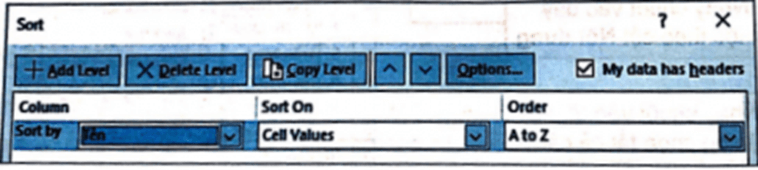 Sort ? ×
Add Level Delete Level Copy Level Options... My data has headers
Column Sort On Order
Sort by Tên Cell Values A to Z